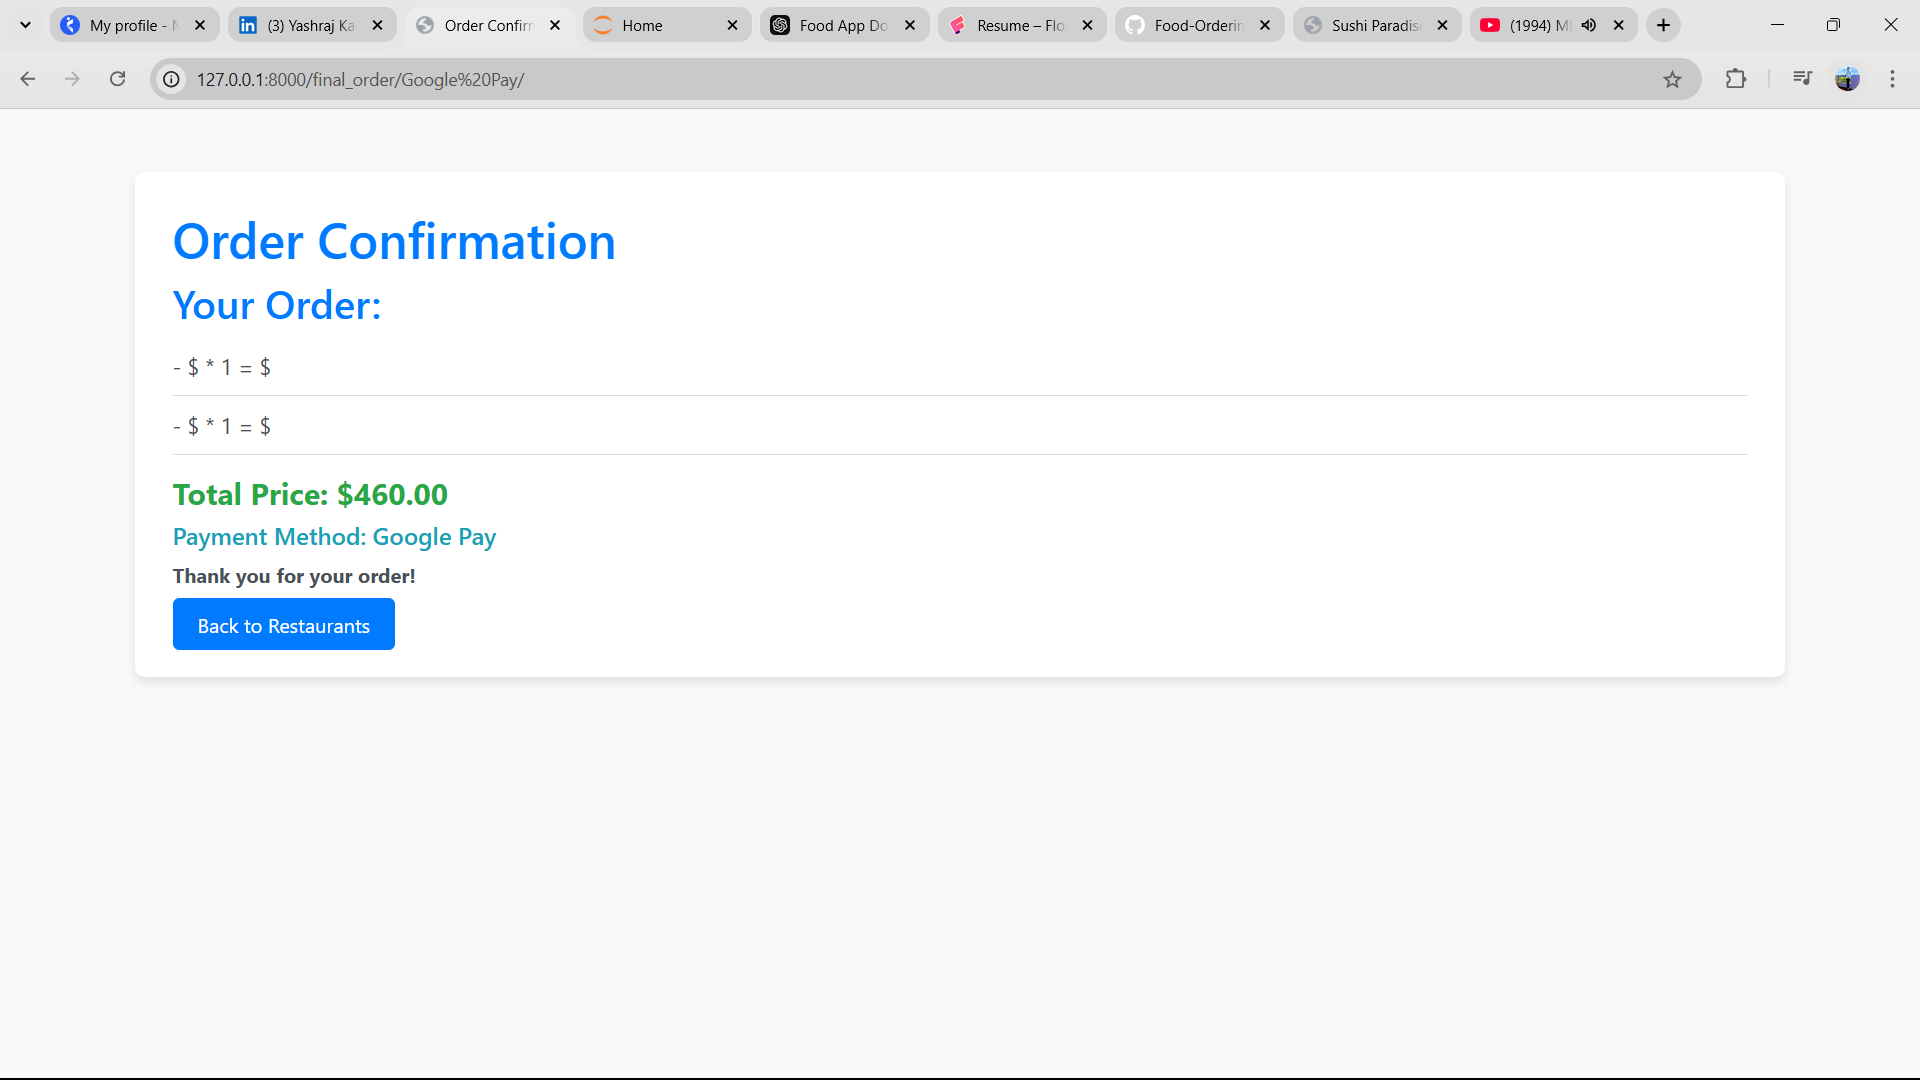 My profile - N
(3) Yashraj Ka
Order Confirm
Home
Food App Do
Resume – Flo
Food-Orderin
Sushi Paradise
(1994) M
127.0.0.1:8000/final_order/Google%20Pay/
Order Confirmation
Your Order:
- $ * 1 = $
- $ * 1 = $
Total Price: $460.00
Payment Method: Google Pay
Thank you for your order!
Back to Restaurants